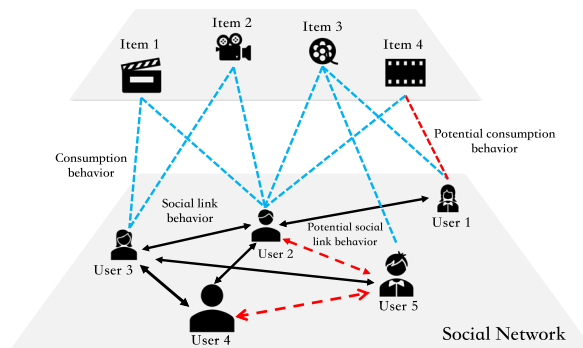 Item 1
Item 2
Item 3
Item 4
Consumption
behavior
Potential consumption
behavior
Social link
behavior
Potential social
link behavior
User 1
User 2
User 3
User 4
User 5
Social Network